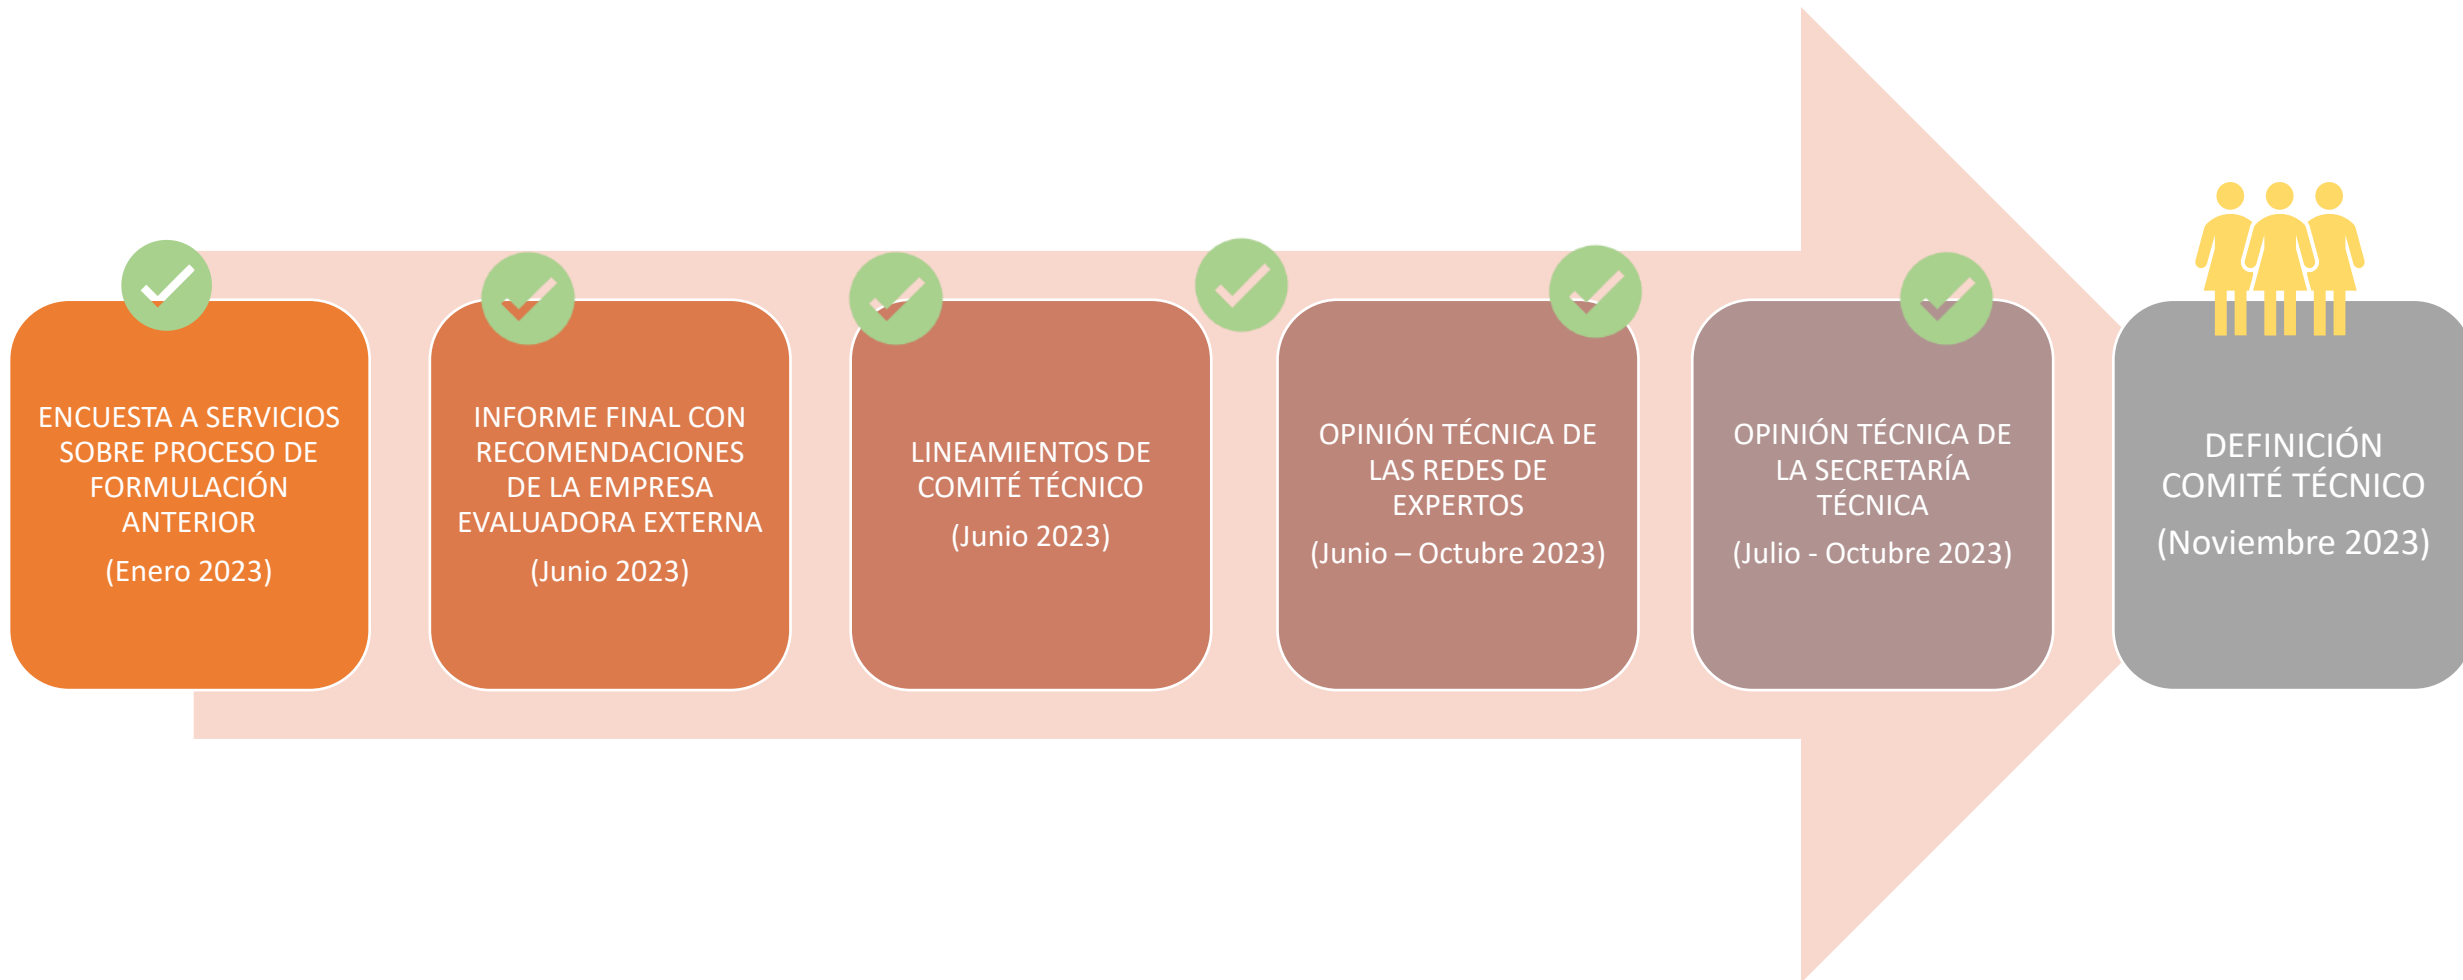 ENCUESTA A SERVICIOS
SOBRE PROCESO DE
FORMULACIÓN
ANTERIOR
(Enero 2023)
INFORME FINAL CON
RECOMENDACIONES
DE LA EMPRESA
EVALUADORA EXTERNA
(Junio 2023)
LINEAMIENTOS DE
COMITÉ TÉCNICO
(Junio 2023)
OPINIÓN TÉCNICA DE
LAS REDES DE
EXPERTOS
(Junio – Octubre 2023)
OPINIÓN TÉCNICA DE
LA SECRETARÍA
TÉCNICA
(Julio - Octubre 2023)
DEFINICIÓN
COMITÉ TÉCNICO
(Noviembre 2023)